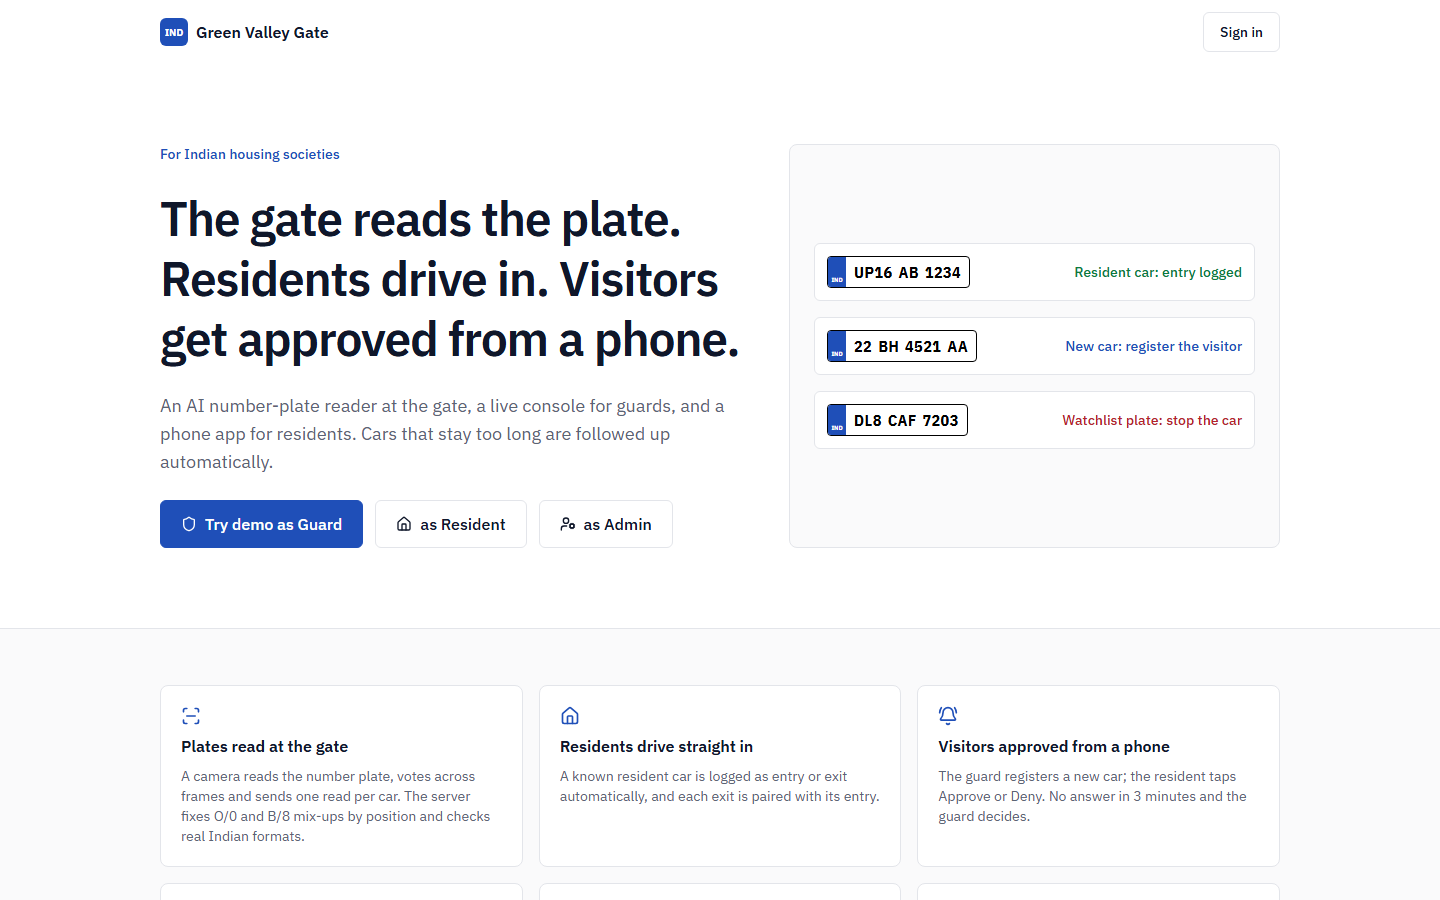 IND Green Valley Gate
Sign in
For Indian housing societies
The gate reads the plate.
Residents drive in. Visitors
get approved from a phone.
An AI number-plate reader at the gate, a live console for guards, and a
phone app for residents. Cars that stay too long are followed up
automatically.
Try demo as Guard
as Resident
as Admin
IND UP16 AB 1234
Resident car: entry logged
IND 22 BH 4521 AA
New car: register the visitor
IND DL8 CAF 7203
Watchlist plate: stop the car
Plates read at the gate
A camera reads the number plate, votes across
frames and sends one read per car. The server
fixes O/0 and B/8 mix-ups by position and checks
real Indian formats.
Residents drive straight in
A known resident car is logged as entry or exit
automatically, and each exit is paired with its entry.
Visitors approved from a phone
The guard registers a new car; the resident taps
Approve or Deny. No answer in 3 minutes and the
guard decides.